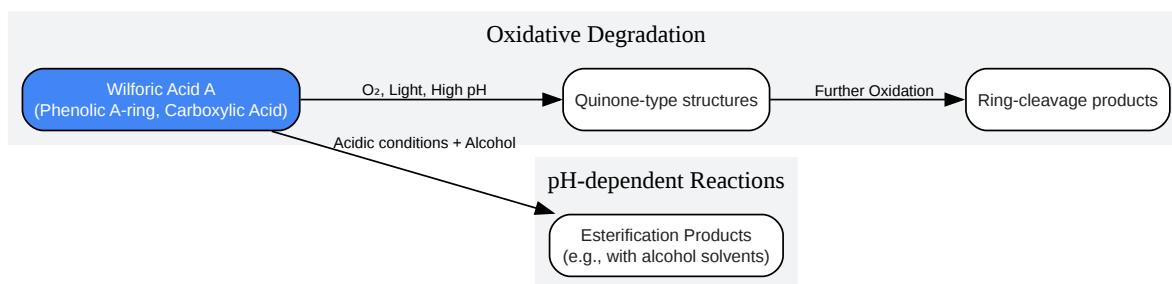 Oxidative Degradation
Wilforic Acid A
(Phenolic A-ring, Carboxylic Acid)
O₂, Light, High pH
Quinone-type structures
Further Oxidation
Ring-cleavage products
Acidic conditions + Alcohol
pH-dependent Reactions
Esterification Products
(e.g., with alcohol solvents)